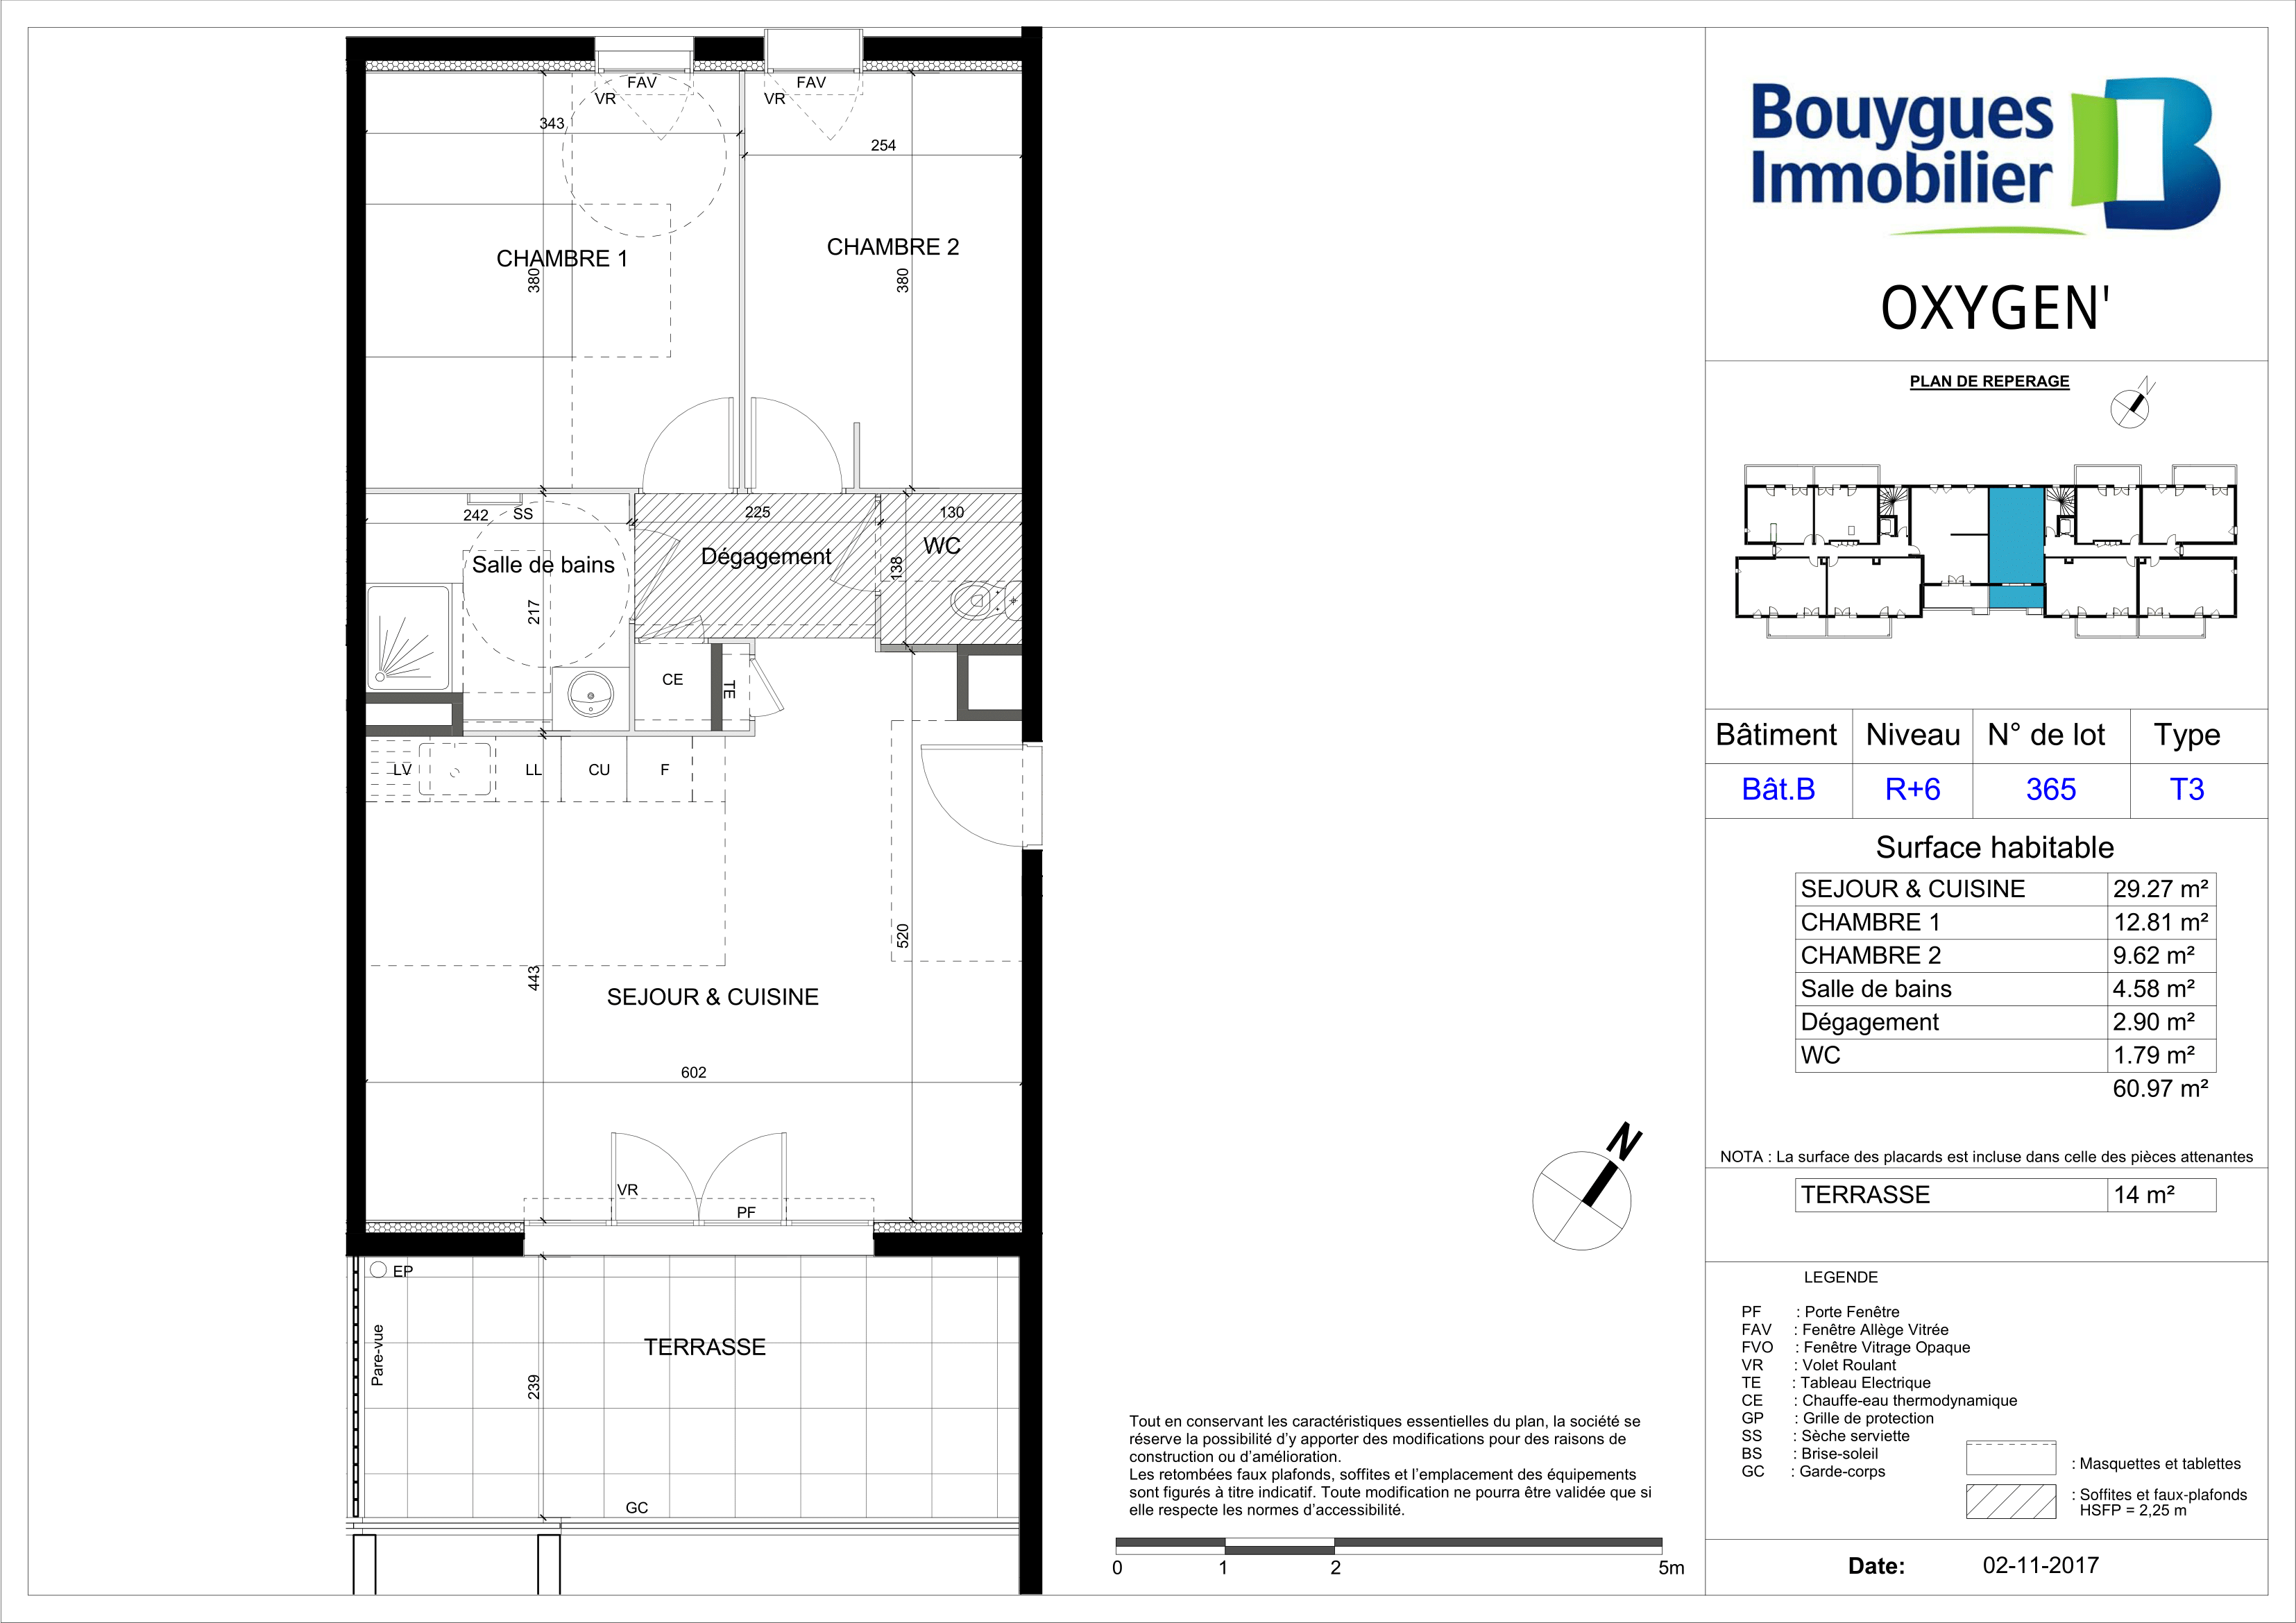 FAV
FAV
VR
VR
343
254
CHAMBRE 1
CHAMBRE 2
380
380
242
SS
225
130
Salle de bains
Dégagement
WC
138
217
CE
TE
LV
LL
CU
F
520
443
SEJOUR & CUISINE
602
VR
PF
EP
Pare-vue
TERRASSE
239
GC
N
Tout en conservant les caractéristiques essentielles du plan, la société se
réserve la possibilité d'y apporter des modifications pour des raisons de
construction ou d'amélioration.
Les retombées faux plafonds, soffites et l'emplacement des équipements
sont figurés à titre indicatif. Toute modification ne pourra être validée que si
elle respecte les normes d'accessibilité.
0 1 2 5m
Bouygues
Immobilier
OXYGEN'
PLAN DE REPERAGE
N
Bâtiment Niveau N° de lot Type
Bât.B R+6 365 T3
Surface habitable
SEJOUR & CUISINE 29.27 m²
CHAMBRE 1 12.81 m²
CHAMBRE 2 9.62 m²
Salle de bains 4.58 m²
Dégagement 2.90 m²
WC 1.79 m²
60.97 m²
NOTA : La surface des placards est incluse dans celle des pièces attenantes
TERRASSE 14 m²
LEGENDE
PF : Porte Fenêtre
FAV : Fenêtre Allège Vitrée
FVO : Fenêtre Vitrage Opaque
VR : Volet Roulant
TE : Tableau Electrique
CE : Chauffe-eau thermodynamique
GP : Grille de protection
SS : Sèche serviette
BS : Brise-soleil
GC : Garde-corps
: Masquettes et tablettes
: Soffites et faux-plafonds
HSFP = 2,25 m
Date: 02-11-2017